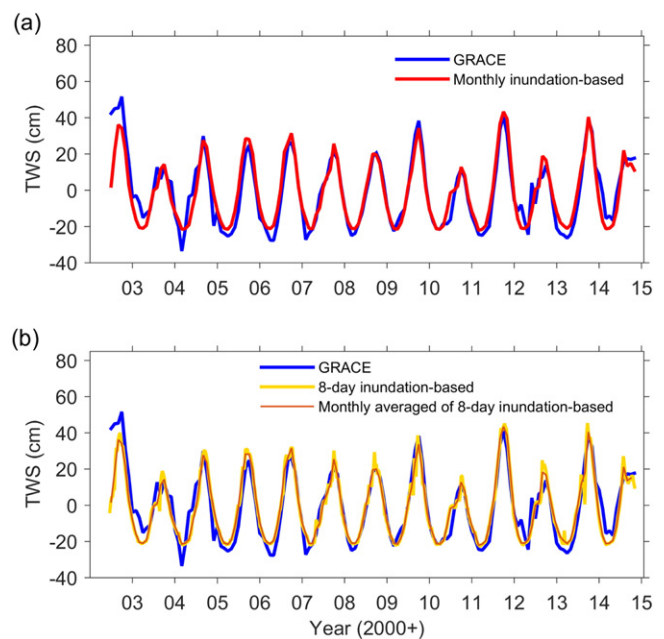 (a)
80
60
40
20
0
-20
-40
TWS (cm)
GRACE
Monthly inundation-based
03 04 05 06 07 08 09 10 11 12 13 14 15
(b)
80
60
40
20
0
-20
-40
TWS (cm)
GRACE
8-day inundation-based
Monthly averaged of 8-day inundation-based
03 04 05 06 07 08 09 10 11 12 13 14 15
Year (2000+)